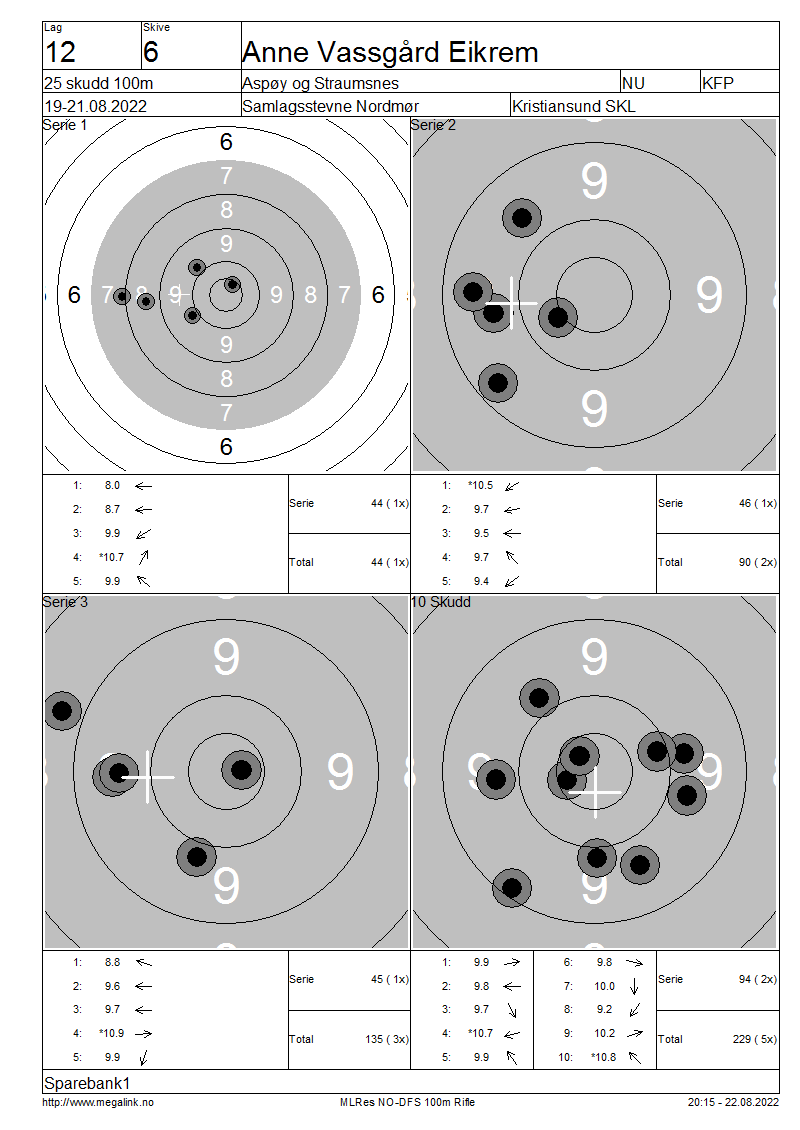 Lag
Skive
12
6
Anne Vassgård Eikrem
25 skudd 100m
Aspøy og Straumsnes
NU
KFP
19-21.08.2022
Samlagsstevne Nordmør
Kristiansund SKL
Serie 1
6
7
8
9
6 7 8 9 9 8 7 6
9
8
7
6
Serie 2
9
9
9
1: 8.0
2: 8.7
3: 9.9
4: *10.7
5: 9.9
Serie 44 ( 1x)
Total 44 ( 1x)
1: *10.5
2: 9.7
3: 9.5
4: 9.7
5: 9.4
Serie 46 ( 1x)
Total 90 ( 2x)
Serie 3
9
9
9
10 Skudd
9
9 9
9
1: 8.8
2: 9.6
3: 9.7
4: *10.9
5: 9.9
Serie 45 ( 1x)
Total 135 ( 3x)
1: 9.9
2: 9.8
3: 9.7
4: *10.7
5: 9.9
6: 9.8
7: 10.0
8: 9.2
9: 10.2
10: *10.8
Serie 94 ( 2x)
Total 229 ( 5x)
Sparebank1
http://www.megalink.no
MLRes NO-DFS 100m Rifle
20:15 - 22.08.2022